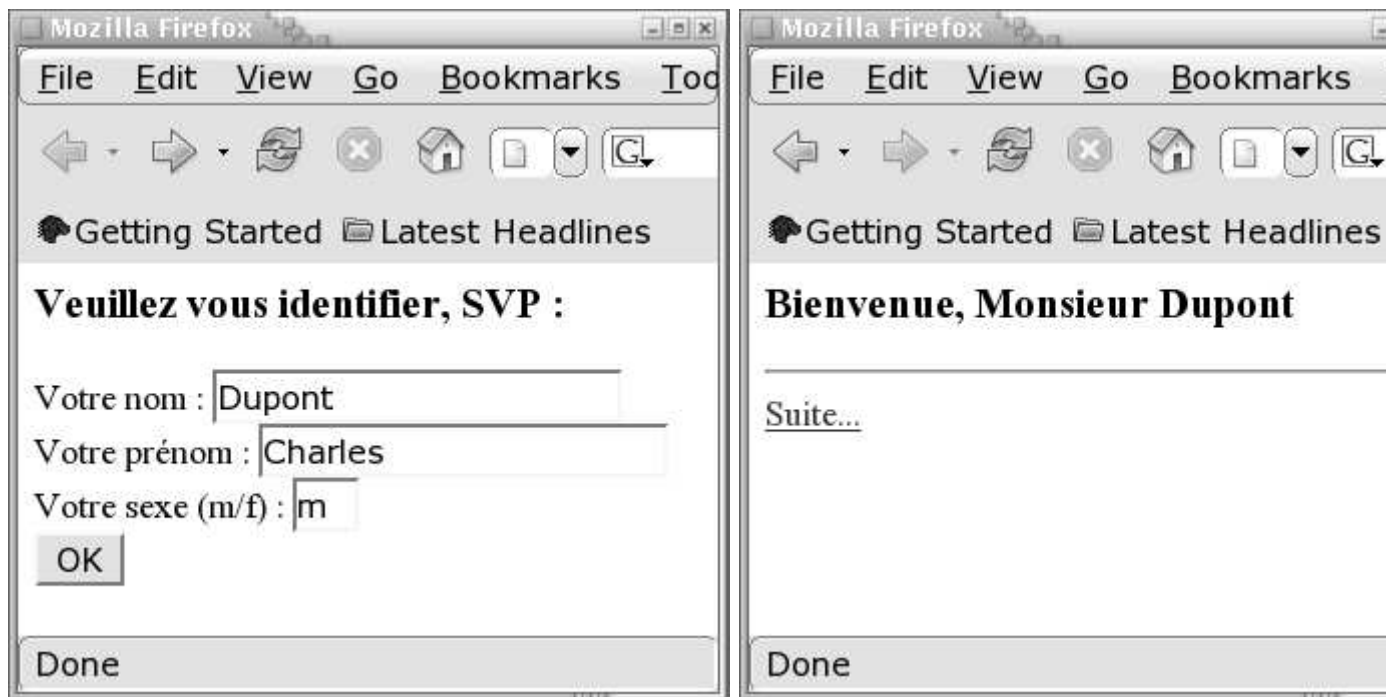 Mozilla Firefox
File Edit View Go Bookmarks Too
G
Getting Started Latest Headlines
Veuillez vous identifier, SVP :
Votre nom : Dupont
Votre prénom : Charles
Votre sexe (m/f) : m
OK
Done
Mozilla Firefox
File Edit View Go Bookmarks
G
Getting Started Latest Headlines
Bienvenue, Monsieur Dupont
Suite...
Done